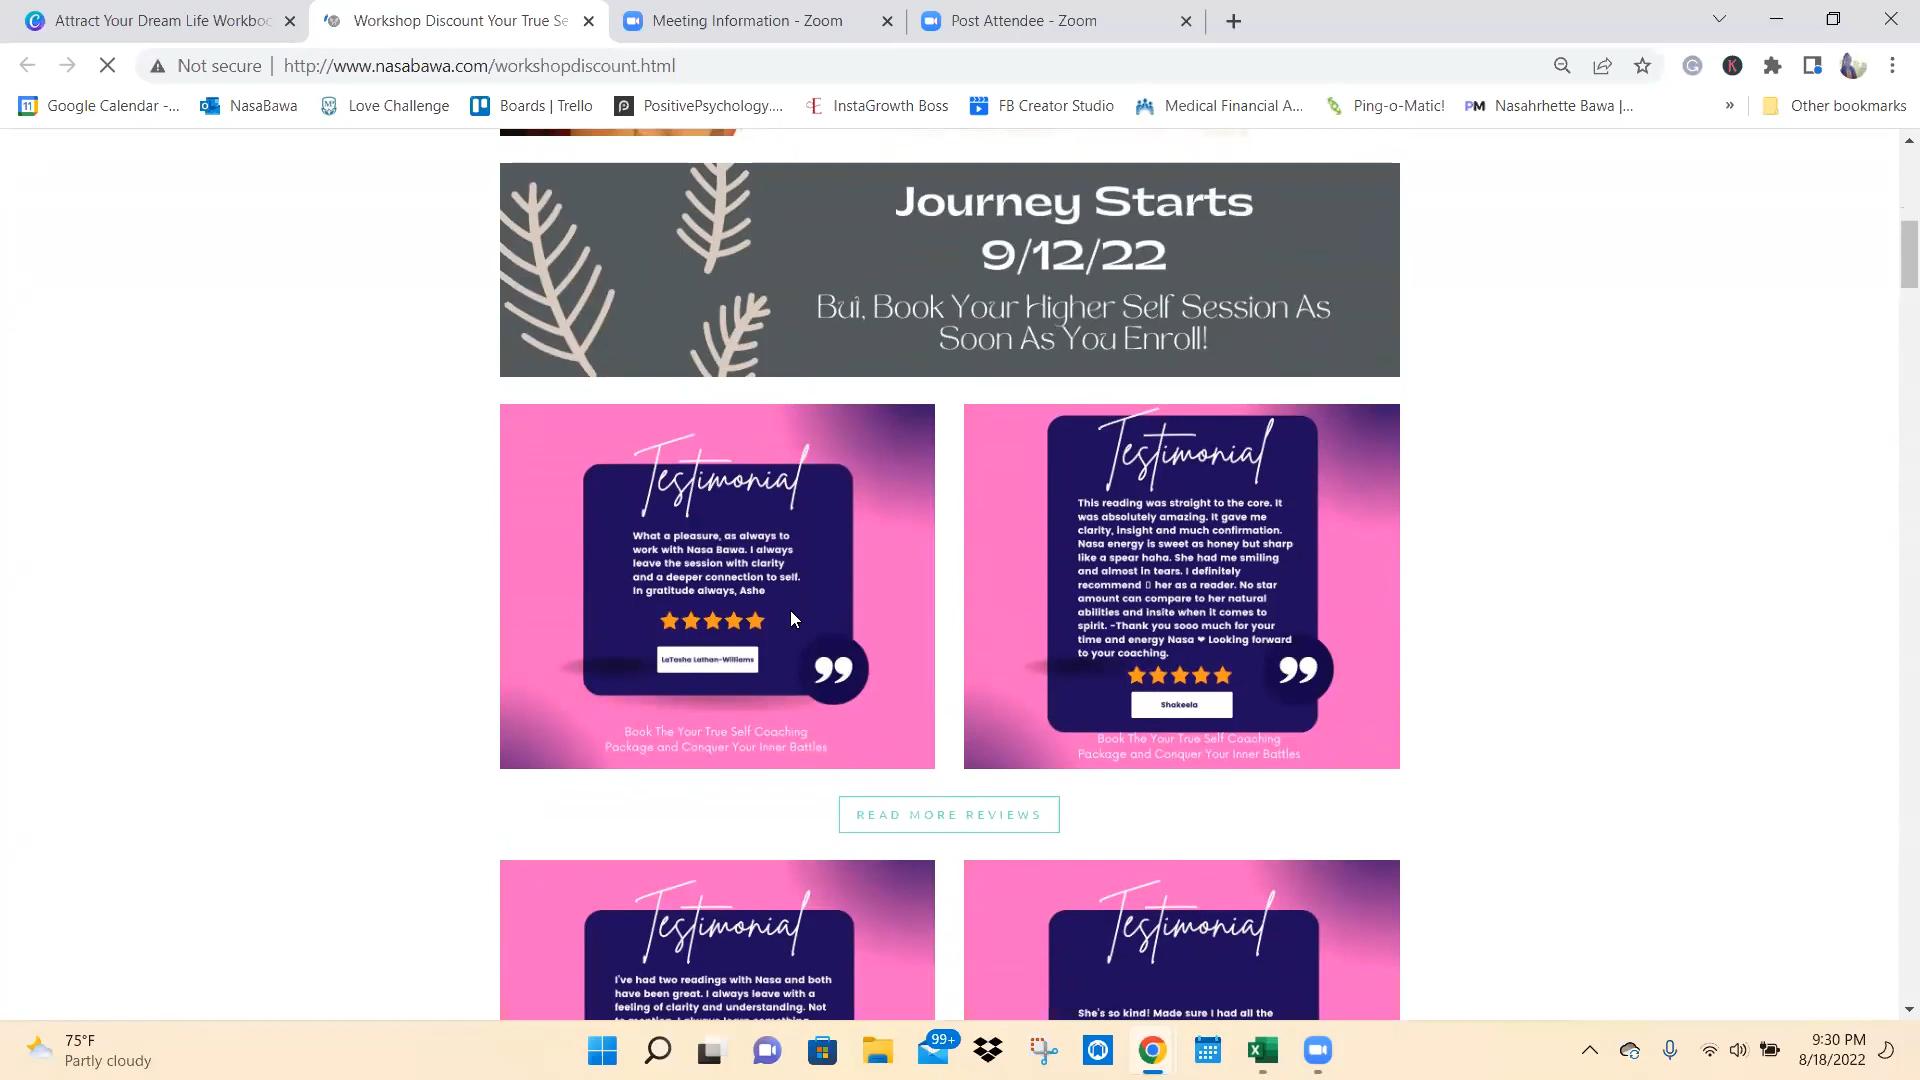 Attract Your Dream Life Workboo
Workshop Discount Your True Se
Meeting Information - Zoom
Post Attendee - Zoom
Not secure
http://www.nasabawa.com/workshopdiscount.html
Google Calendar -...
NasaBawa
Love Challenge
Boards | Trello
PositivePsychology....
InstaGrowth Boss
FB Creator Studio
Medical Financial A...
Ping-o-Matic!
PM Nasahrhette Bawa |...
»
Other bookmarks
Journey Starts
9/12/22
But, Book Your Higher Self Session As
Soon As You Enroll!
Testimonial
What a pleasure, as always to
work with Nasa Bawa. I always
leave the session with clarity
and a deeper connection to self.
In gratitude always, Ashe
LaTasha Lathan-Williams
Book The Your True Self Coaching
Package and Conquer Your Inner Battles
Testimonial
This reading was straight to the core. It
was absolutely amazing. It gave me
clarity, insight and much confirmation.
Nasa energy is sweet as honey but sharp
like a spear haha. She had me smiling
and almost in tears. I definitely
recommend ▯ her as a reader. No star
amount can compare to her natural
abilities and insite when it comes to
spirit. -Thank you sooo much for your
time and energy Nasa ❤ Looking forward
to your coaching.
Shakeela
Book The Your True Self Coaching
Package and Conquer Your Inner Battles
READ MORE REVIEWS
Testimonial
I've had two readings with Nasa and both
have been great. I always leave with a
feeling of clarity and understanding. Not
Testimonial
She's so kind! Made sure I had all the
75°F
Partly cloudy
99+
9:30 PM
8/18/2022